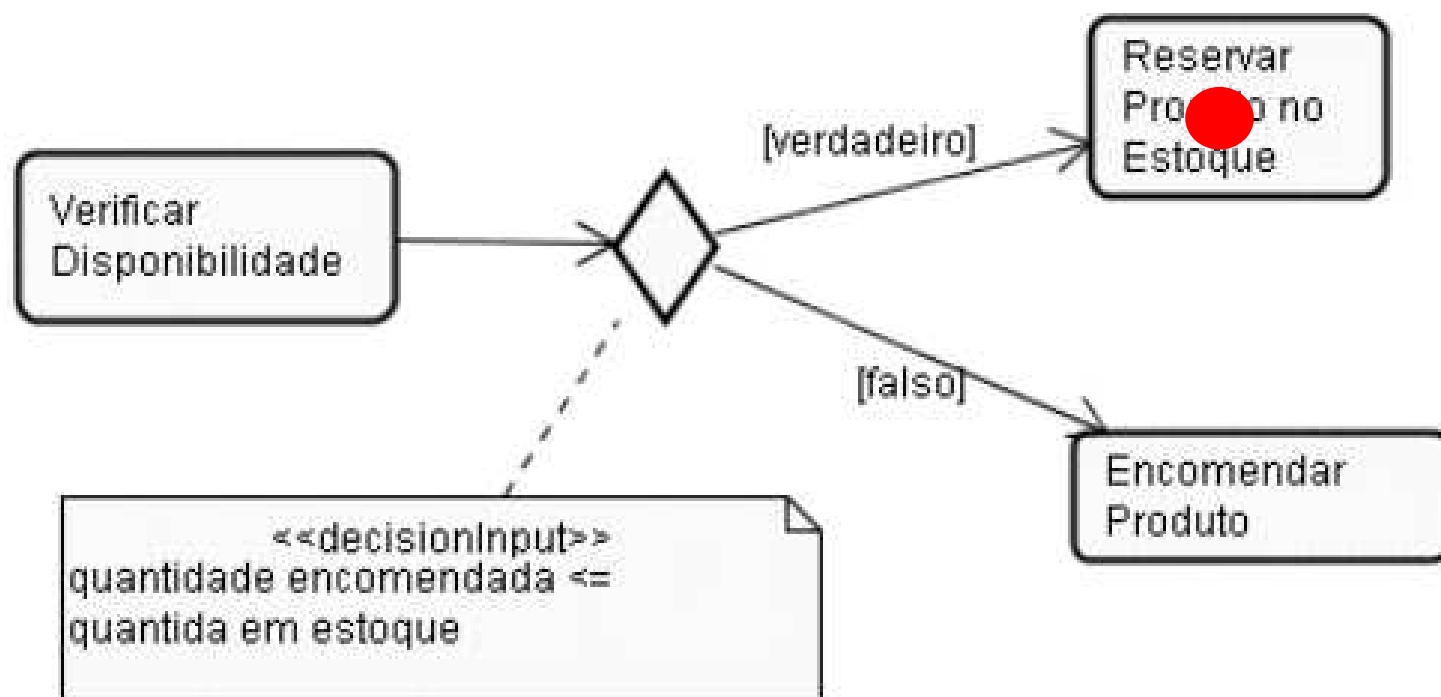 Reservar
no
Estoque
[verdadeiro]
Verificar
Disponibilidade
[falso]
Encomendar
Produto
<<decisionInput>>
quantidade encomendada <=
quantida em estoque